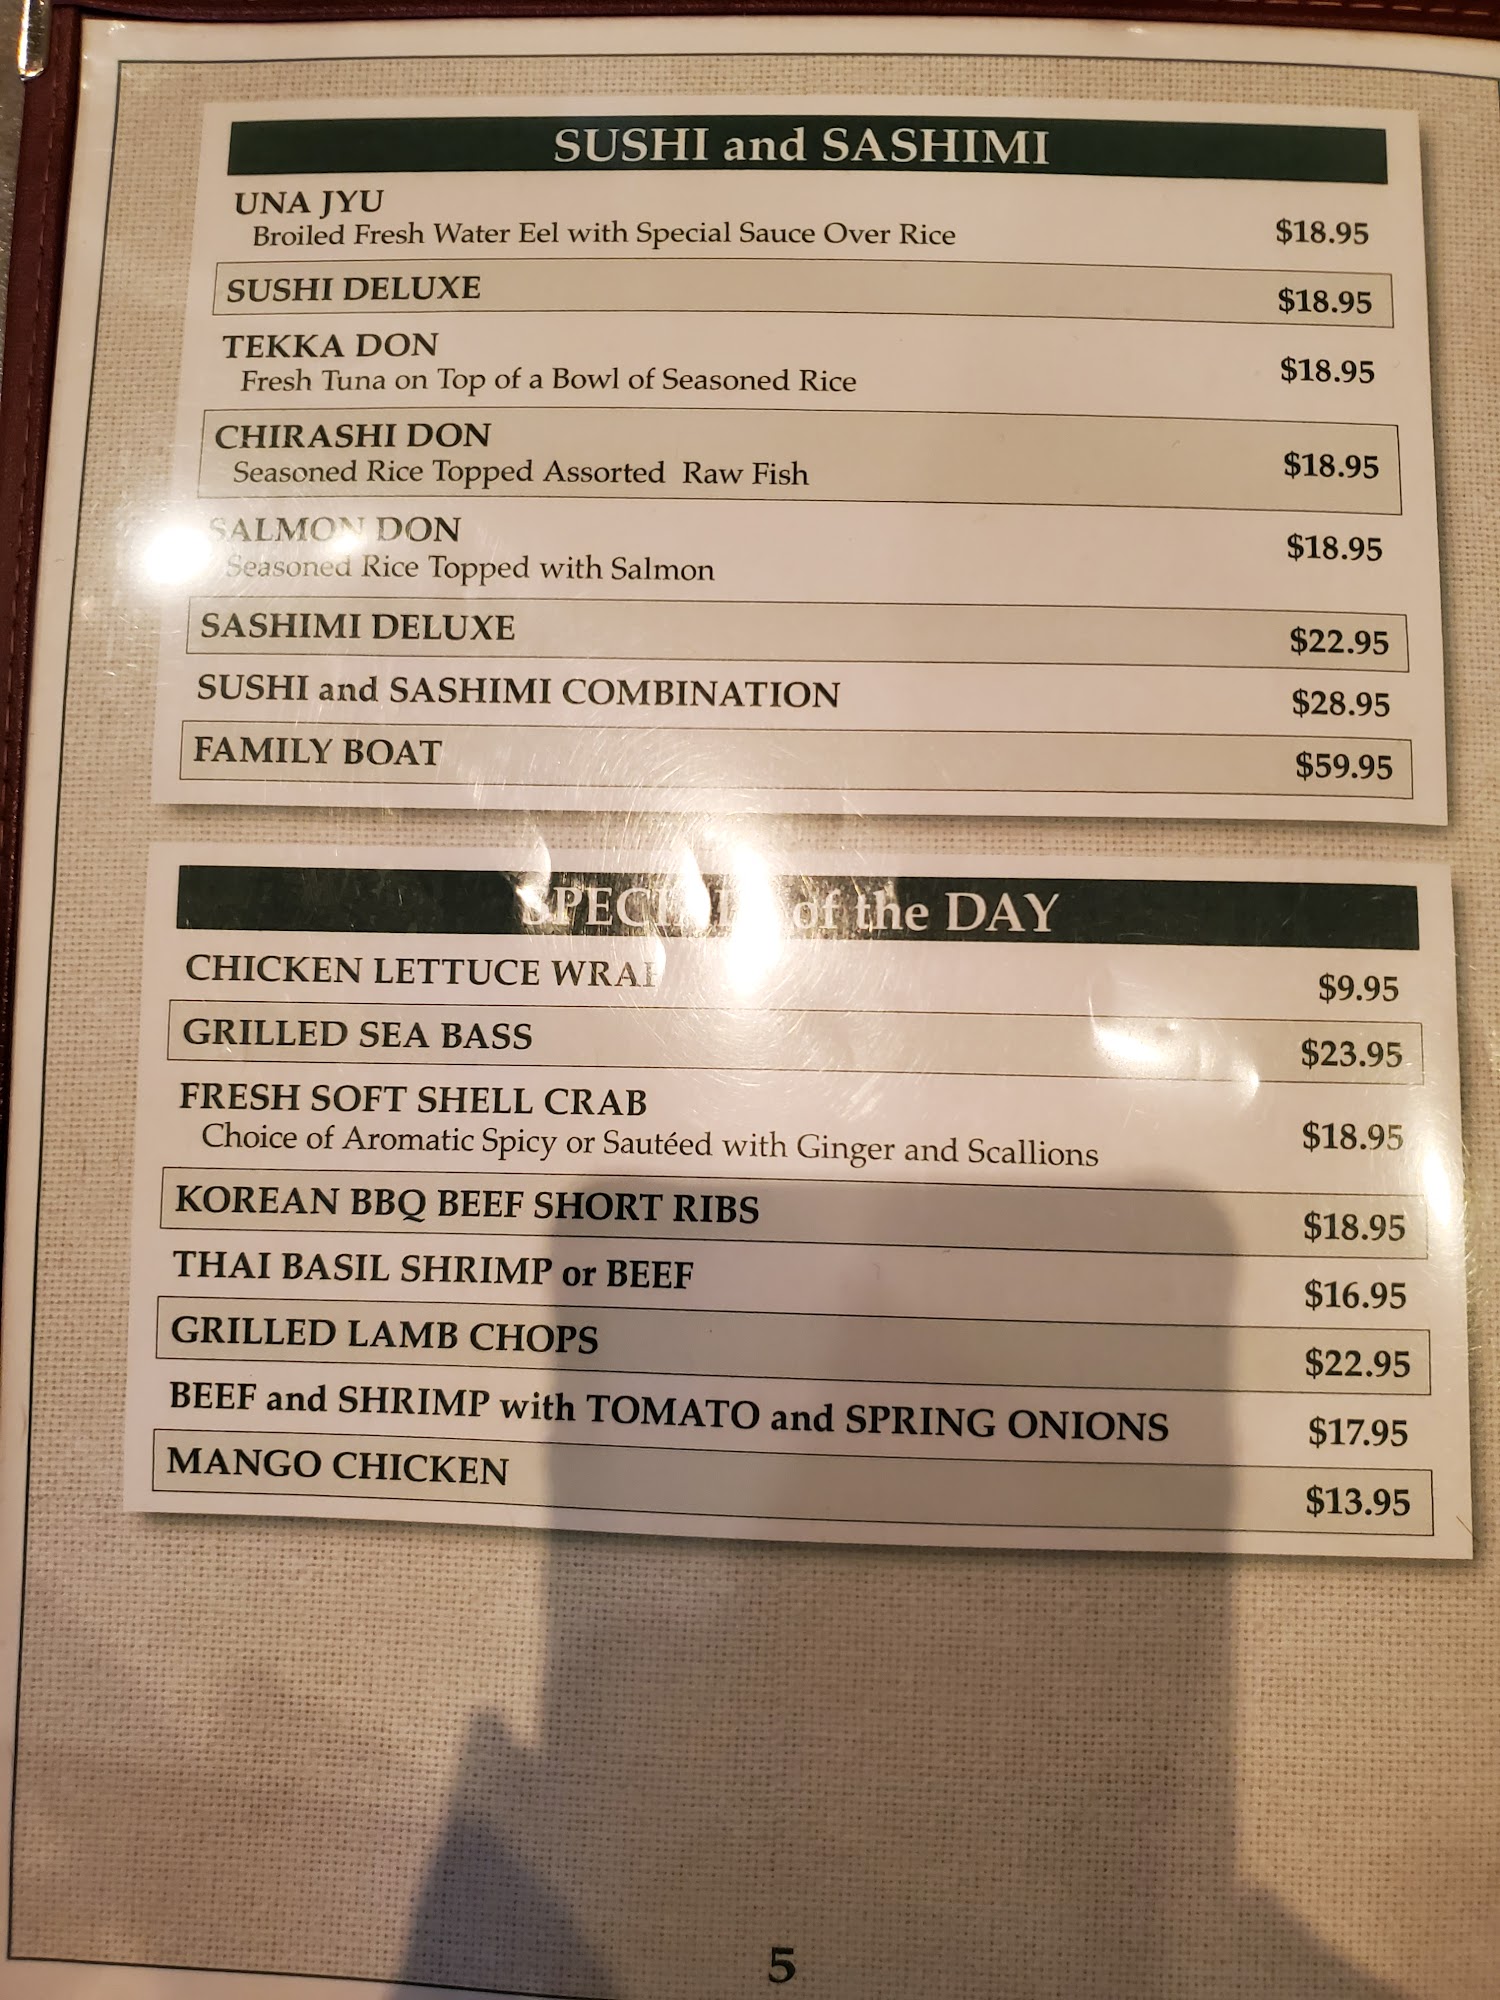 SUSHI and SASHIMI
UNA JYU
Broiled Fresh Water Eel with Special Sauce Over Rice $18.95
SUSHI DELUXE $18.95
TEKKA DON
Fresh Tuna on Top of a Bowl of Seasoned Rice $18.95
CHIRASHI DON
Seasoned Rice Topped Assorted Raw Fish $18.95
SALMON DON
Seasoned Rice Topped with Salmon $18.95
SASHIMI DELUXE $22.95
SUSHI and SASHIMI COMBINATION $28.95
FAMILY BOAT $59.95
of the DAY
CHICKEN LETTUCE WRAP $9.95
GRILLED SEA BASS $23.95
FRESH SOFT SHELL CRAB
Choice of Aromatic Spicy or Sautéed with Ginger and Scallions $18.95
KOREAN BBQ BEEF SHORT RIBS $18.95
THAI BASIL SHRIMP or BEEF $16.95
GRILLED LAMB CHOPS $22.95
BEEF and SHRIMP with TOMATO and SPRING ONIONS $17.95
MANGO CHICKEN $13.95
5